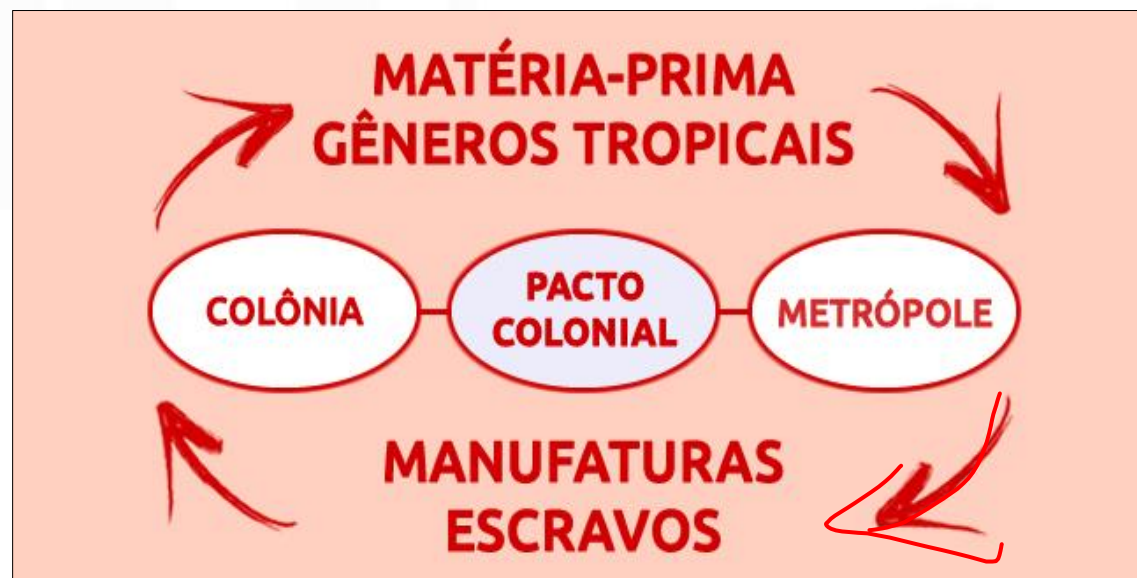 MATÉRIA-PRIMA
GÊNEROS TROPICAIS
COLÔNIA
PACTO
COLONIAL
METRÓPOLE
MANUFATURAS
ESCRAVOS